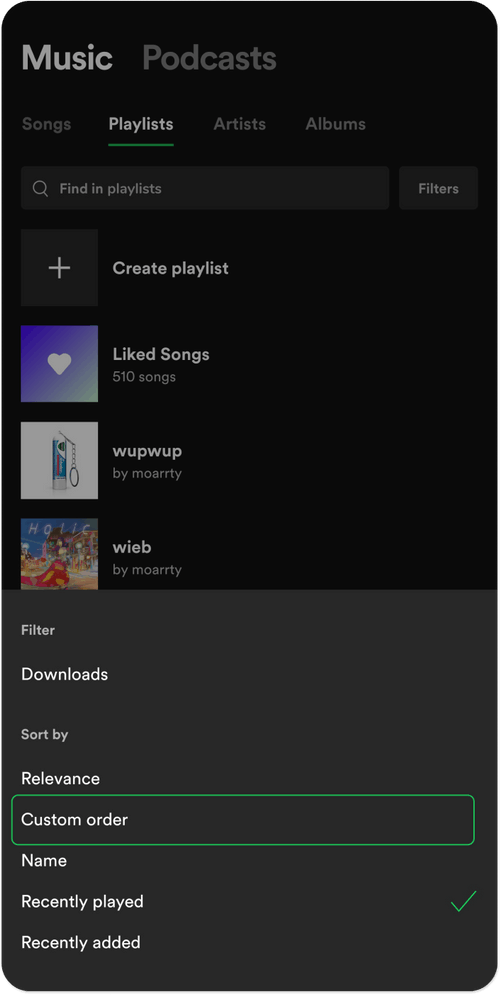 Music Podcasts
Songs Playlists Artists Albums
Find in playlists Filters
Create playlist
Liked Songs
510 songs
wupwup
by moarrty
HOLIC
wieb
by moarrty
Filter
Downloads
Sort by
Relevance
Custom order
Name
Recently played
Recently added